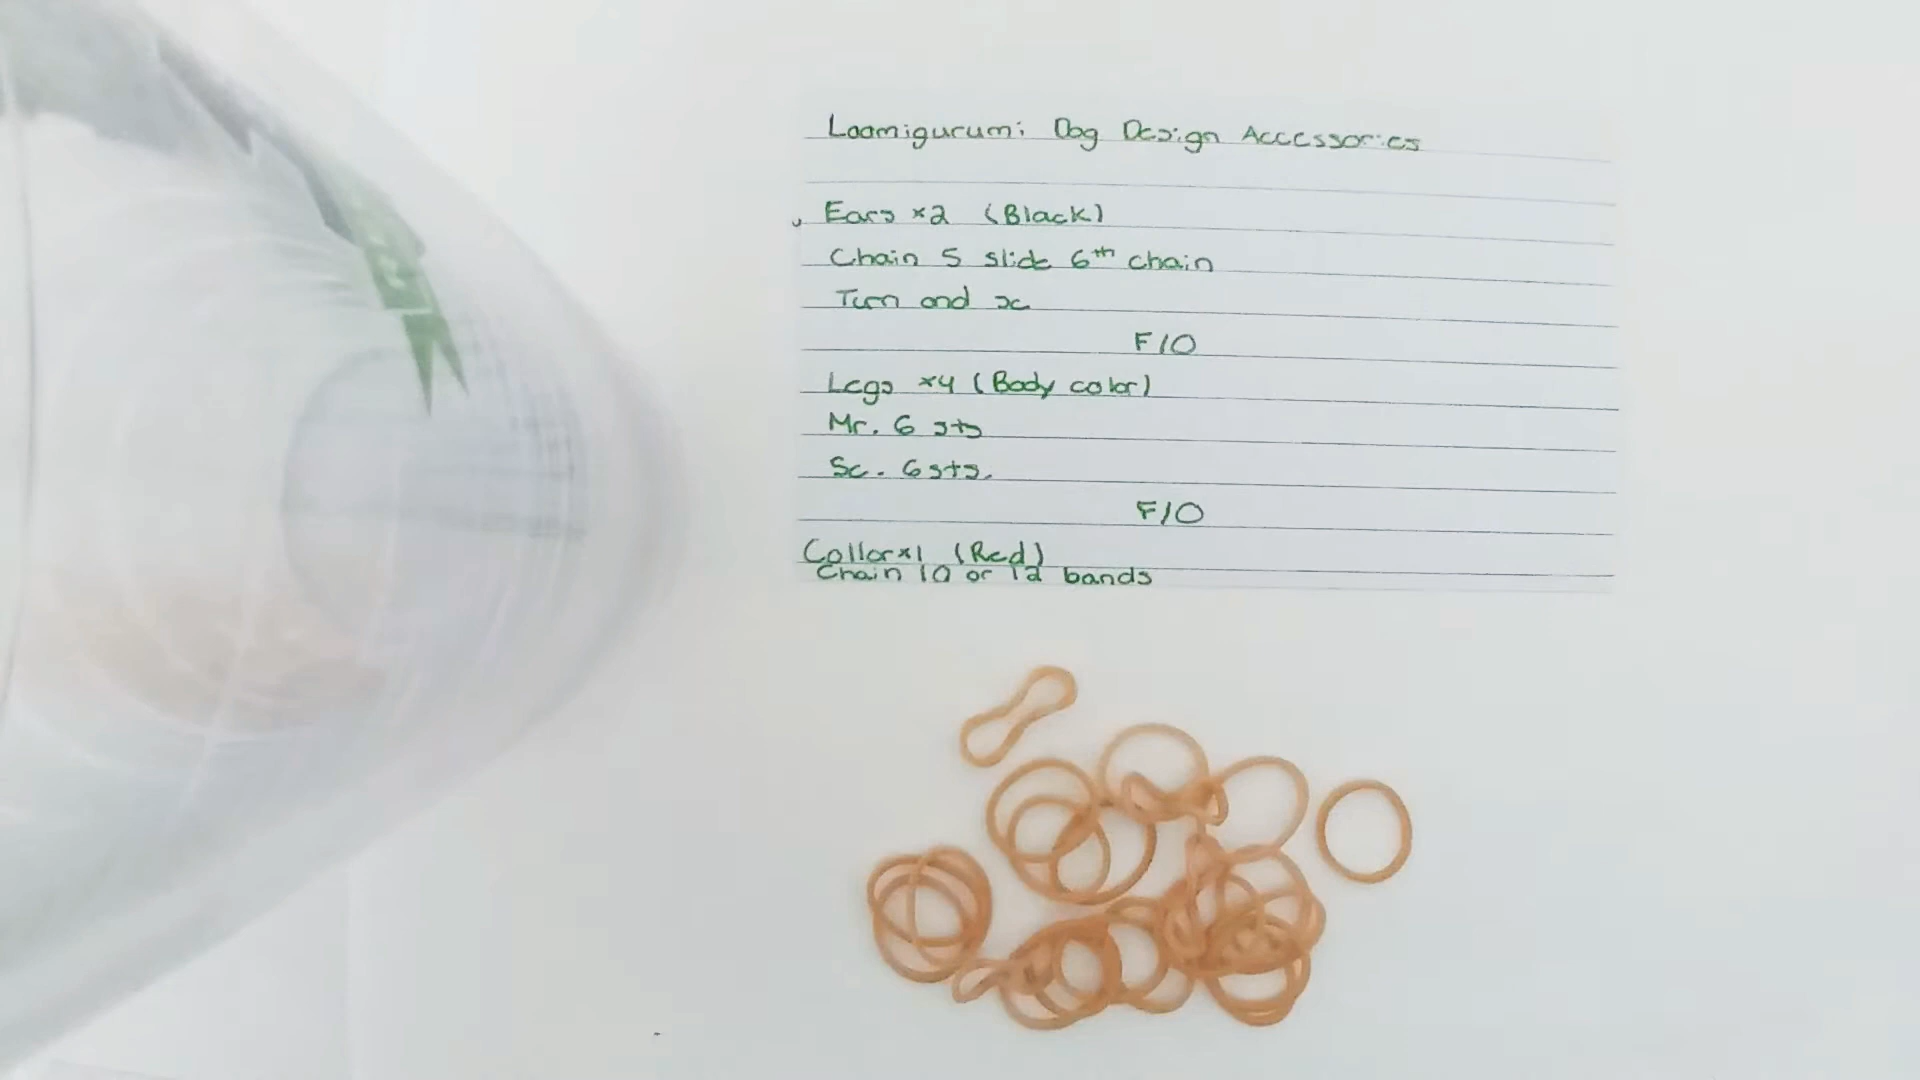 Loomigurumi Dog Design Accessories
Ears x2 (Black)
Chain 5 slide 6th chain
Turn and sc
F/O
Legs x4 (Body color)
Mr. 6 sts
Sc. 6 sts.
F/O
Collar x1 (Red)
Chain 10 or 12 bands